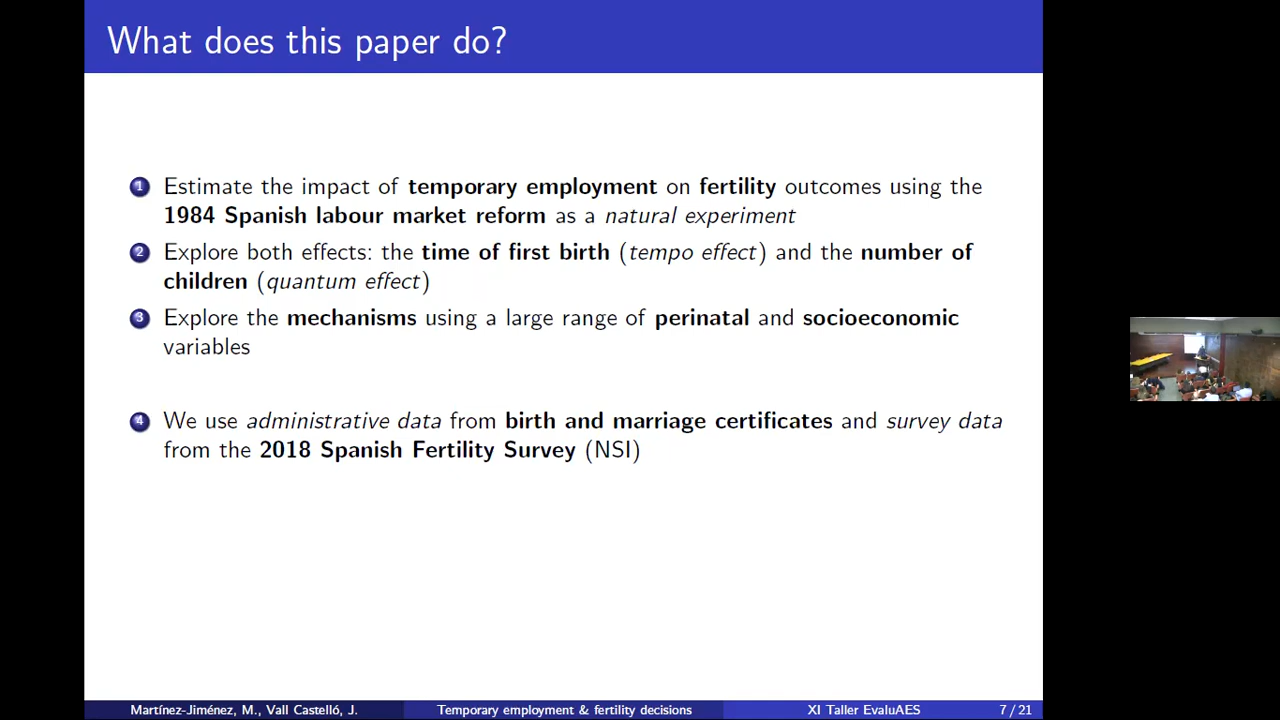 What does this paper do?
1 Estimate the impact of temporary employment on fertility outcomes using the
1984 Spanish labour market reform as a natural experiment
2 Explore both effects: the time of first birth (tempo effect) and the number of
children (quantum effect)
3 Explore the mechanisms using a large range of perinatal and socioeconomic
variables
4 We use administrative data from birth and marriage certificates and survey data
from the 2018 Spanish Fertility Survey (NSI)
Martínez-Jiménez, M., Vall Castelló, J. Temporary employment & fertility decisions XI Taller EvaluAES 7 / 21